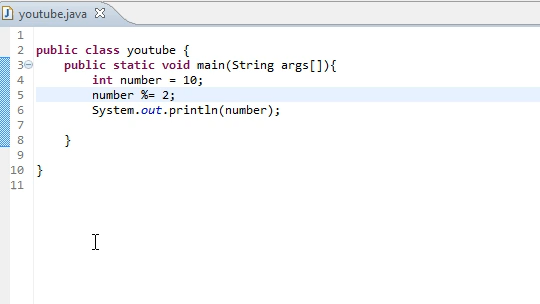 youtube.java
1
2 public class youtube {
3 public static void main(String args[]){
4 int number = 10;
5 number %= 2;
6 System.out.println(number);
7
8 }
9
10 }
11